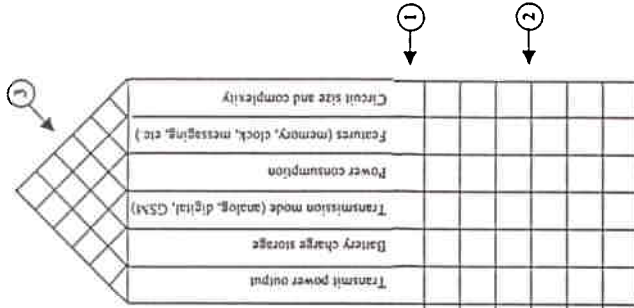 1
2
3
Transmit power output
Battery charge storage
Transmission mode (analog, digital, GSM)
Power consumption
Features (memory, clock, messaging, etc )
Circuit size and complexity